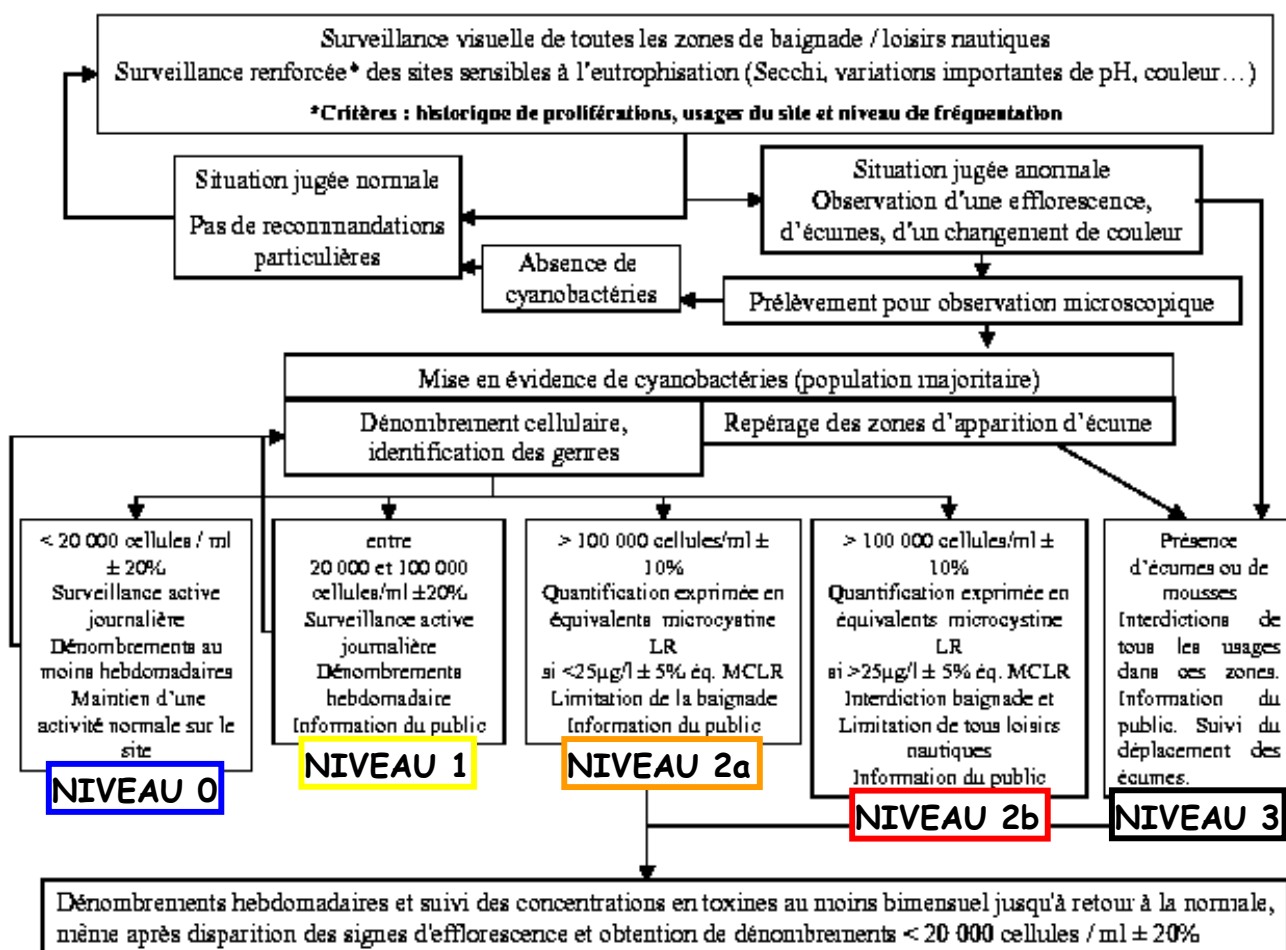 Surveillance visuelle de toutes les zones de baignade / loisirs nautiques
Surveillance renforcée* des sites sensibles à l'eutrophisation (Secchi, variations importantes de pH, couleur…)
*Critères : historique de proliférations, usages du site et niveau de fréquentation
Situation jugée normale
Pas de recommandations
particulières
Situation jugée anormale
Observation d'une efflorescence,
d'écumes, d'un changement de couleur
Absence de
cyanobactéries
Prélèvement pour observation microscopique
Mise en évidence de cyanobactéries (population majoritaire)
Dénombrement cellulaire,
identification des genres
Repérage des zones d'apparition d'écume
< 20 000 cellules / ml
± 20%
Surveillance active
journalière
Dénombrements au
moins hebdomadaires
Maintien d'une
activité normale sur le
site
NIVEAU 0
entre
20 000 et 100 000
cellules/ml ±20%
Surveillance active
journalière
Dénombrements
hebdomadaire
Information du public
NIVEAU 1
> 100 000 cellules/ml ±
10%
Quantification exprimée en
équivalents microcystine
LR
si <25µg/l ± 5% éq. MCLR
Limitation de la baignade
Information du public
NIVEAU 2a
> 100 000 cellules/ml ±
10%
Quantification exprimée en
équivalents microcystine
LR
si >25µg/l ± 5% éq. MCLR
Interdiction baignade et
Limitation de tous loisirs
nautiques
Information du public
NIVEAU 2b
Présence
d'écumes ou de
mousses
Interdictions de
tous les usages
dans ces zones.
Information du
public. Suivi du
déplacement des
écumes.
NIVEAU 3
Dénombrements hebdomadaires et suivi des concentrations en toxines au moins bimensuel jusqu'à retour à la normale,
même après disparition des signes d'efflorescence et obtention de dénombrements < 20 000 cellules / ml ± 20%